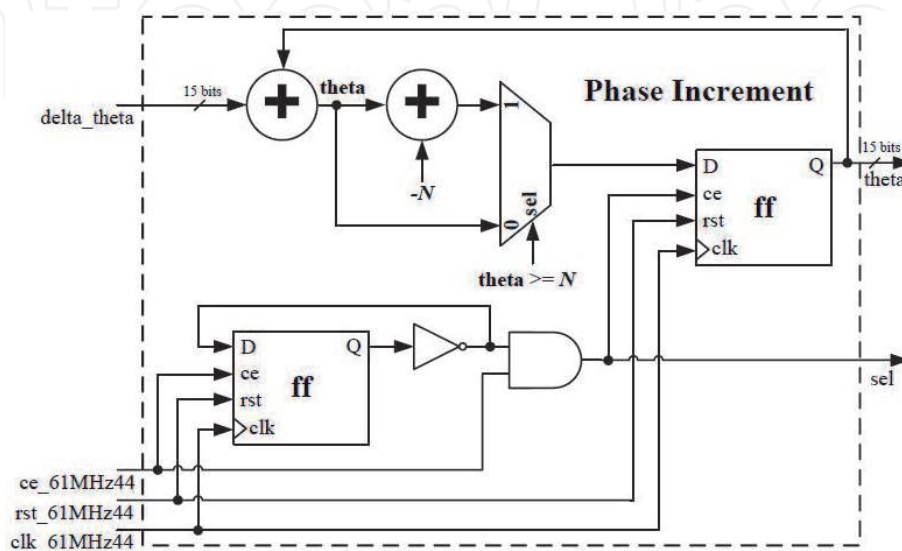 15 bits
delta_theta
theta
-N
1
0
sel
theta >= N
Phase Increment
D
Q
ce
ff
rst
clk
15 bits
theta
D
Q
ce
ff
rst
clk
sel
ce_61MHz44
rst_61MHz44
clk_61MHz44